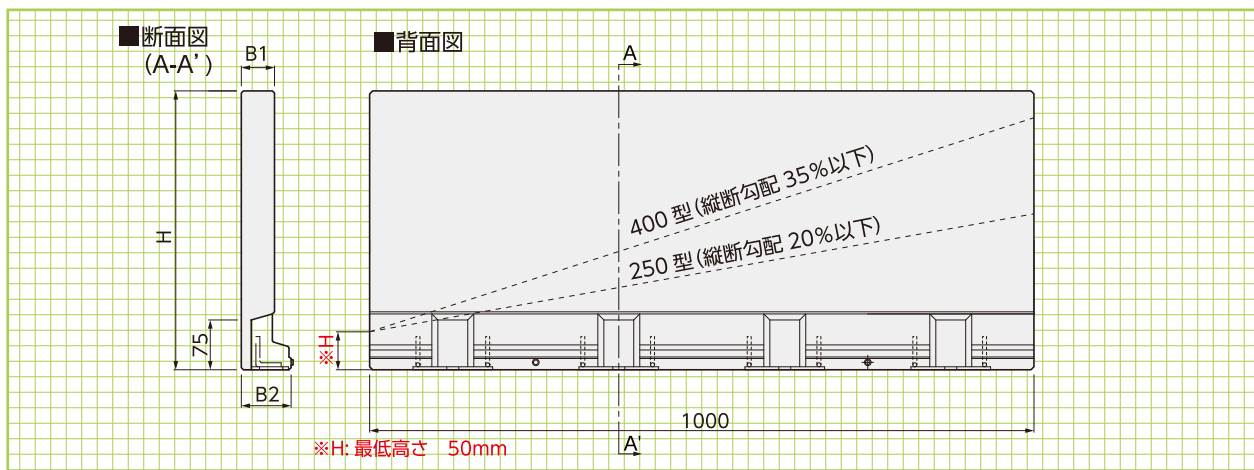 ■断面図
(A-A')
B1
H
75
B2
■背面図
A
400 型(縦断勾配 35%以下)
250 型(縦断勾配 20%以下)
※H
1000
A'
※H: 最低高さ 50mm